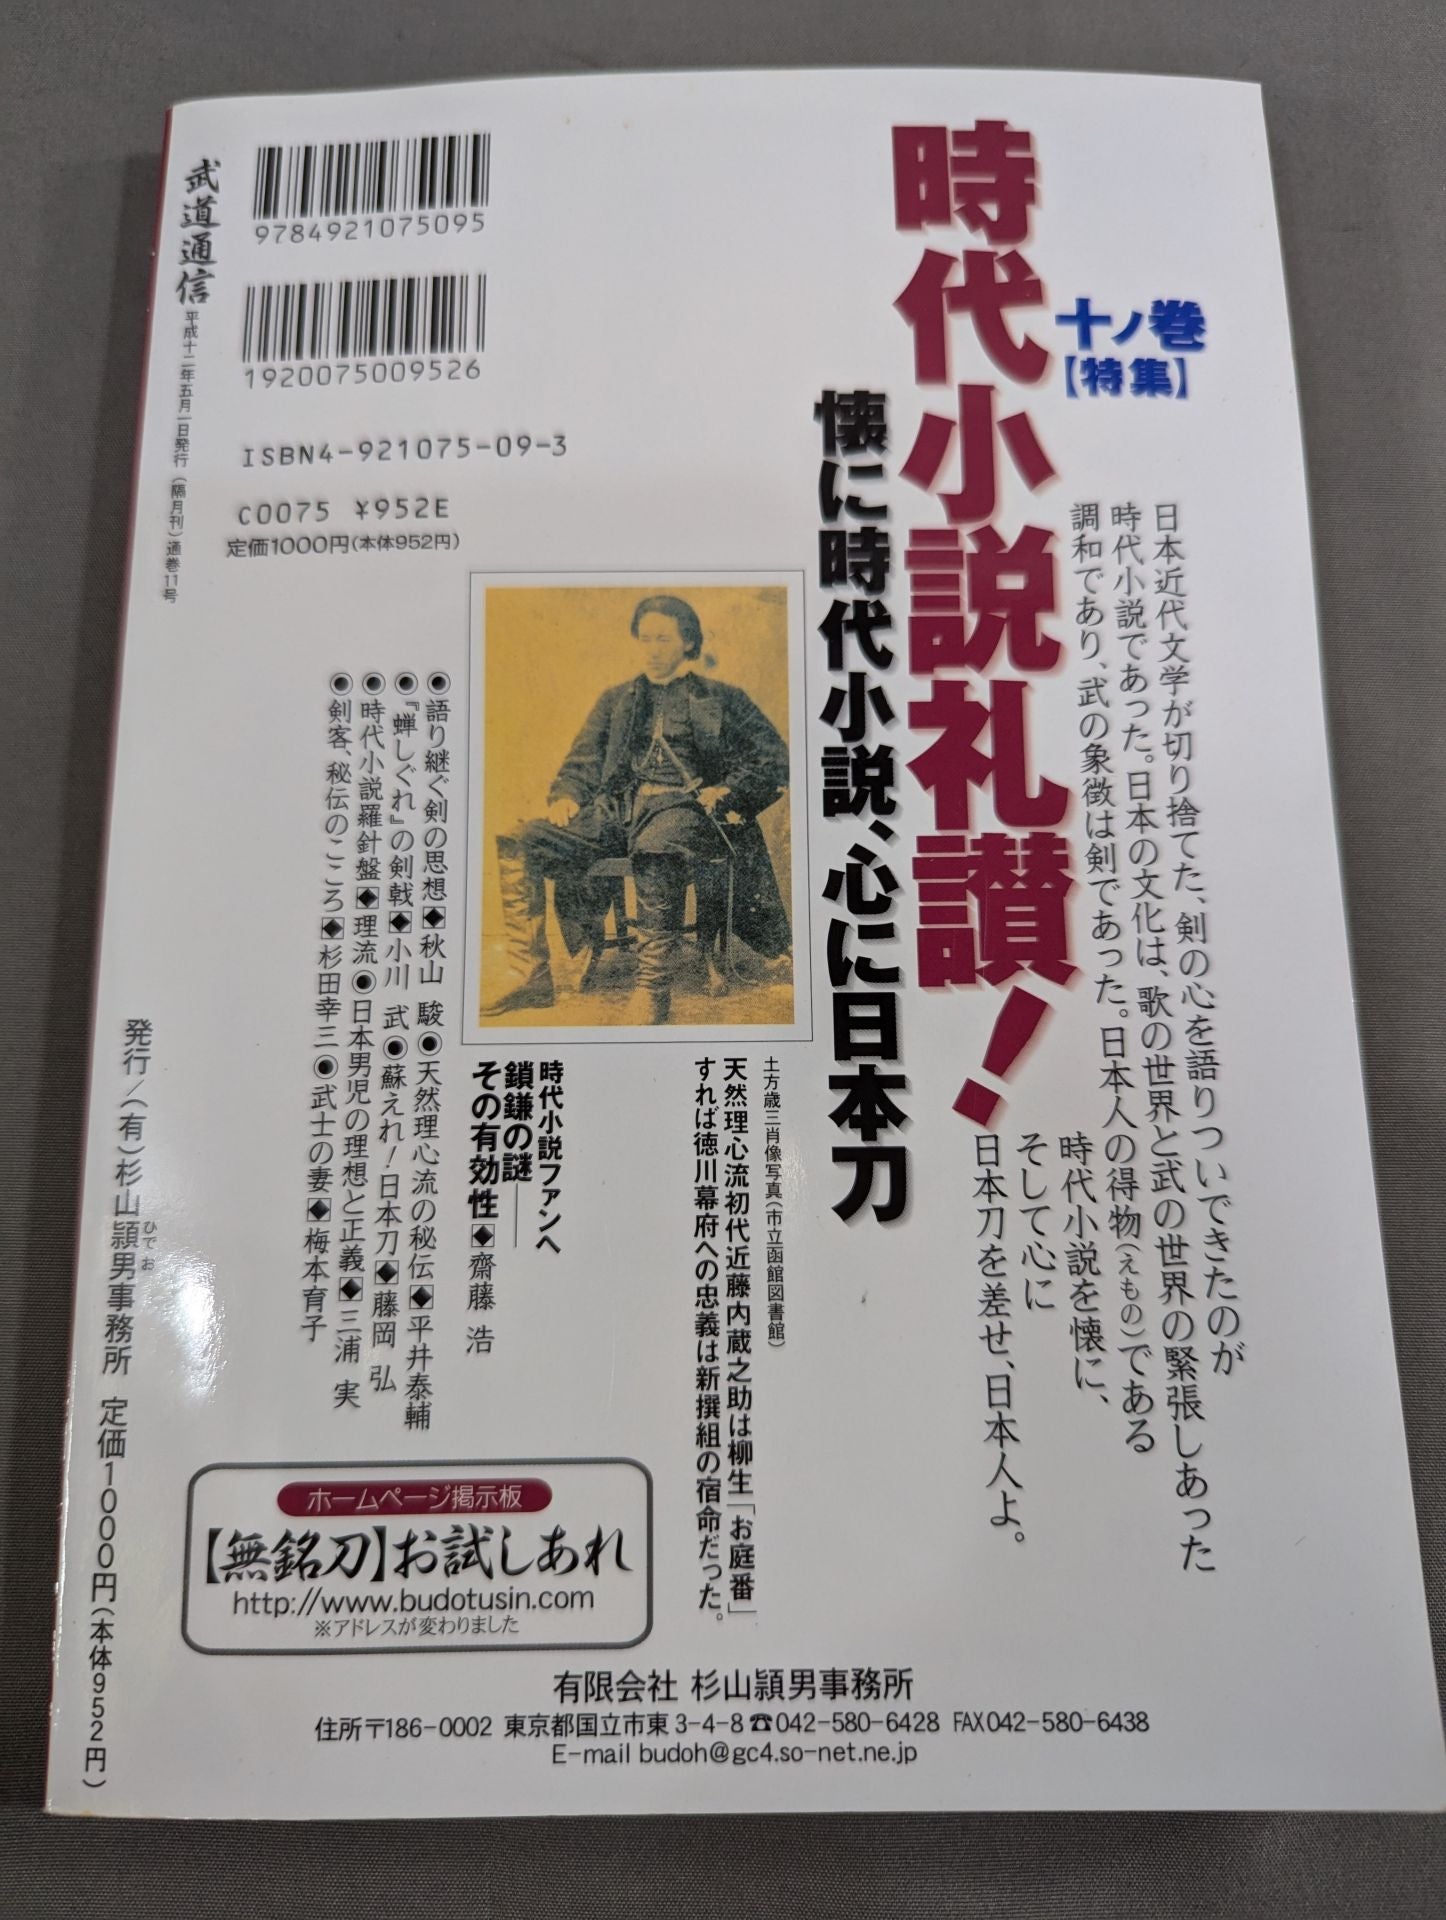 十ノ巻
【特集】
時代小説礼讃!
懐に時代小説、心に日本刀
日本近代文学が切り捨てた、剣の心を語りついできたのが
時代小説であった。日本の文化は、歌の世界と武の世界の緊張しあった
調和であり、武の象徴は剣であった。日本人の得物(えもの)である
時代小説を懐に、
そして心に
日本刀を差せ、日本人よ。
土方歳三肖像写真(市立函館図書館)
天然理心流初代近藤内蔵之助は柳生「お庭番」
すれば徳川幕府への忠義は新撰組の宿命だった。
時代小説ファンへ
鎖鎌の謎――
その有効性◆齋藤 浩
◉語り継ぐ剣の思想◆秋山 駿◉天然理心流の秘伝◆平井泰輔
◉『蝉しぐれ』の剣戟◆小川 武◉蘇えれ!日本刀◆藤岡 弘
◉時代小説羅針盤◆理流◉日本男児の理想と正義◆三浦 実
◉剣客、秘伝のこころ◆杉田幸三◉武士の妻◆梅本育子
9784921075095
1920075009526
ISBN4-921075-09-3
C0075 ¥952E
定価1000円(本体952円)
武道通信
平成十二年五月一日発行(隔月刊)通巻11号
発行/(有)杉山頴男事務所 定価1000円(本体952円)
ひでお
ホームページ掲示板
【無銘刀】お試しあれ
http://www.budotusin.com
※アドレスが変わりました
有限会社 杉山頴男事務所
住所〒186-0002 東京都国立市東3-4-8☎042-580-6428 FAX042-580-6438
E-mail budoh@gc4.so-net.ne.jp